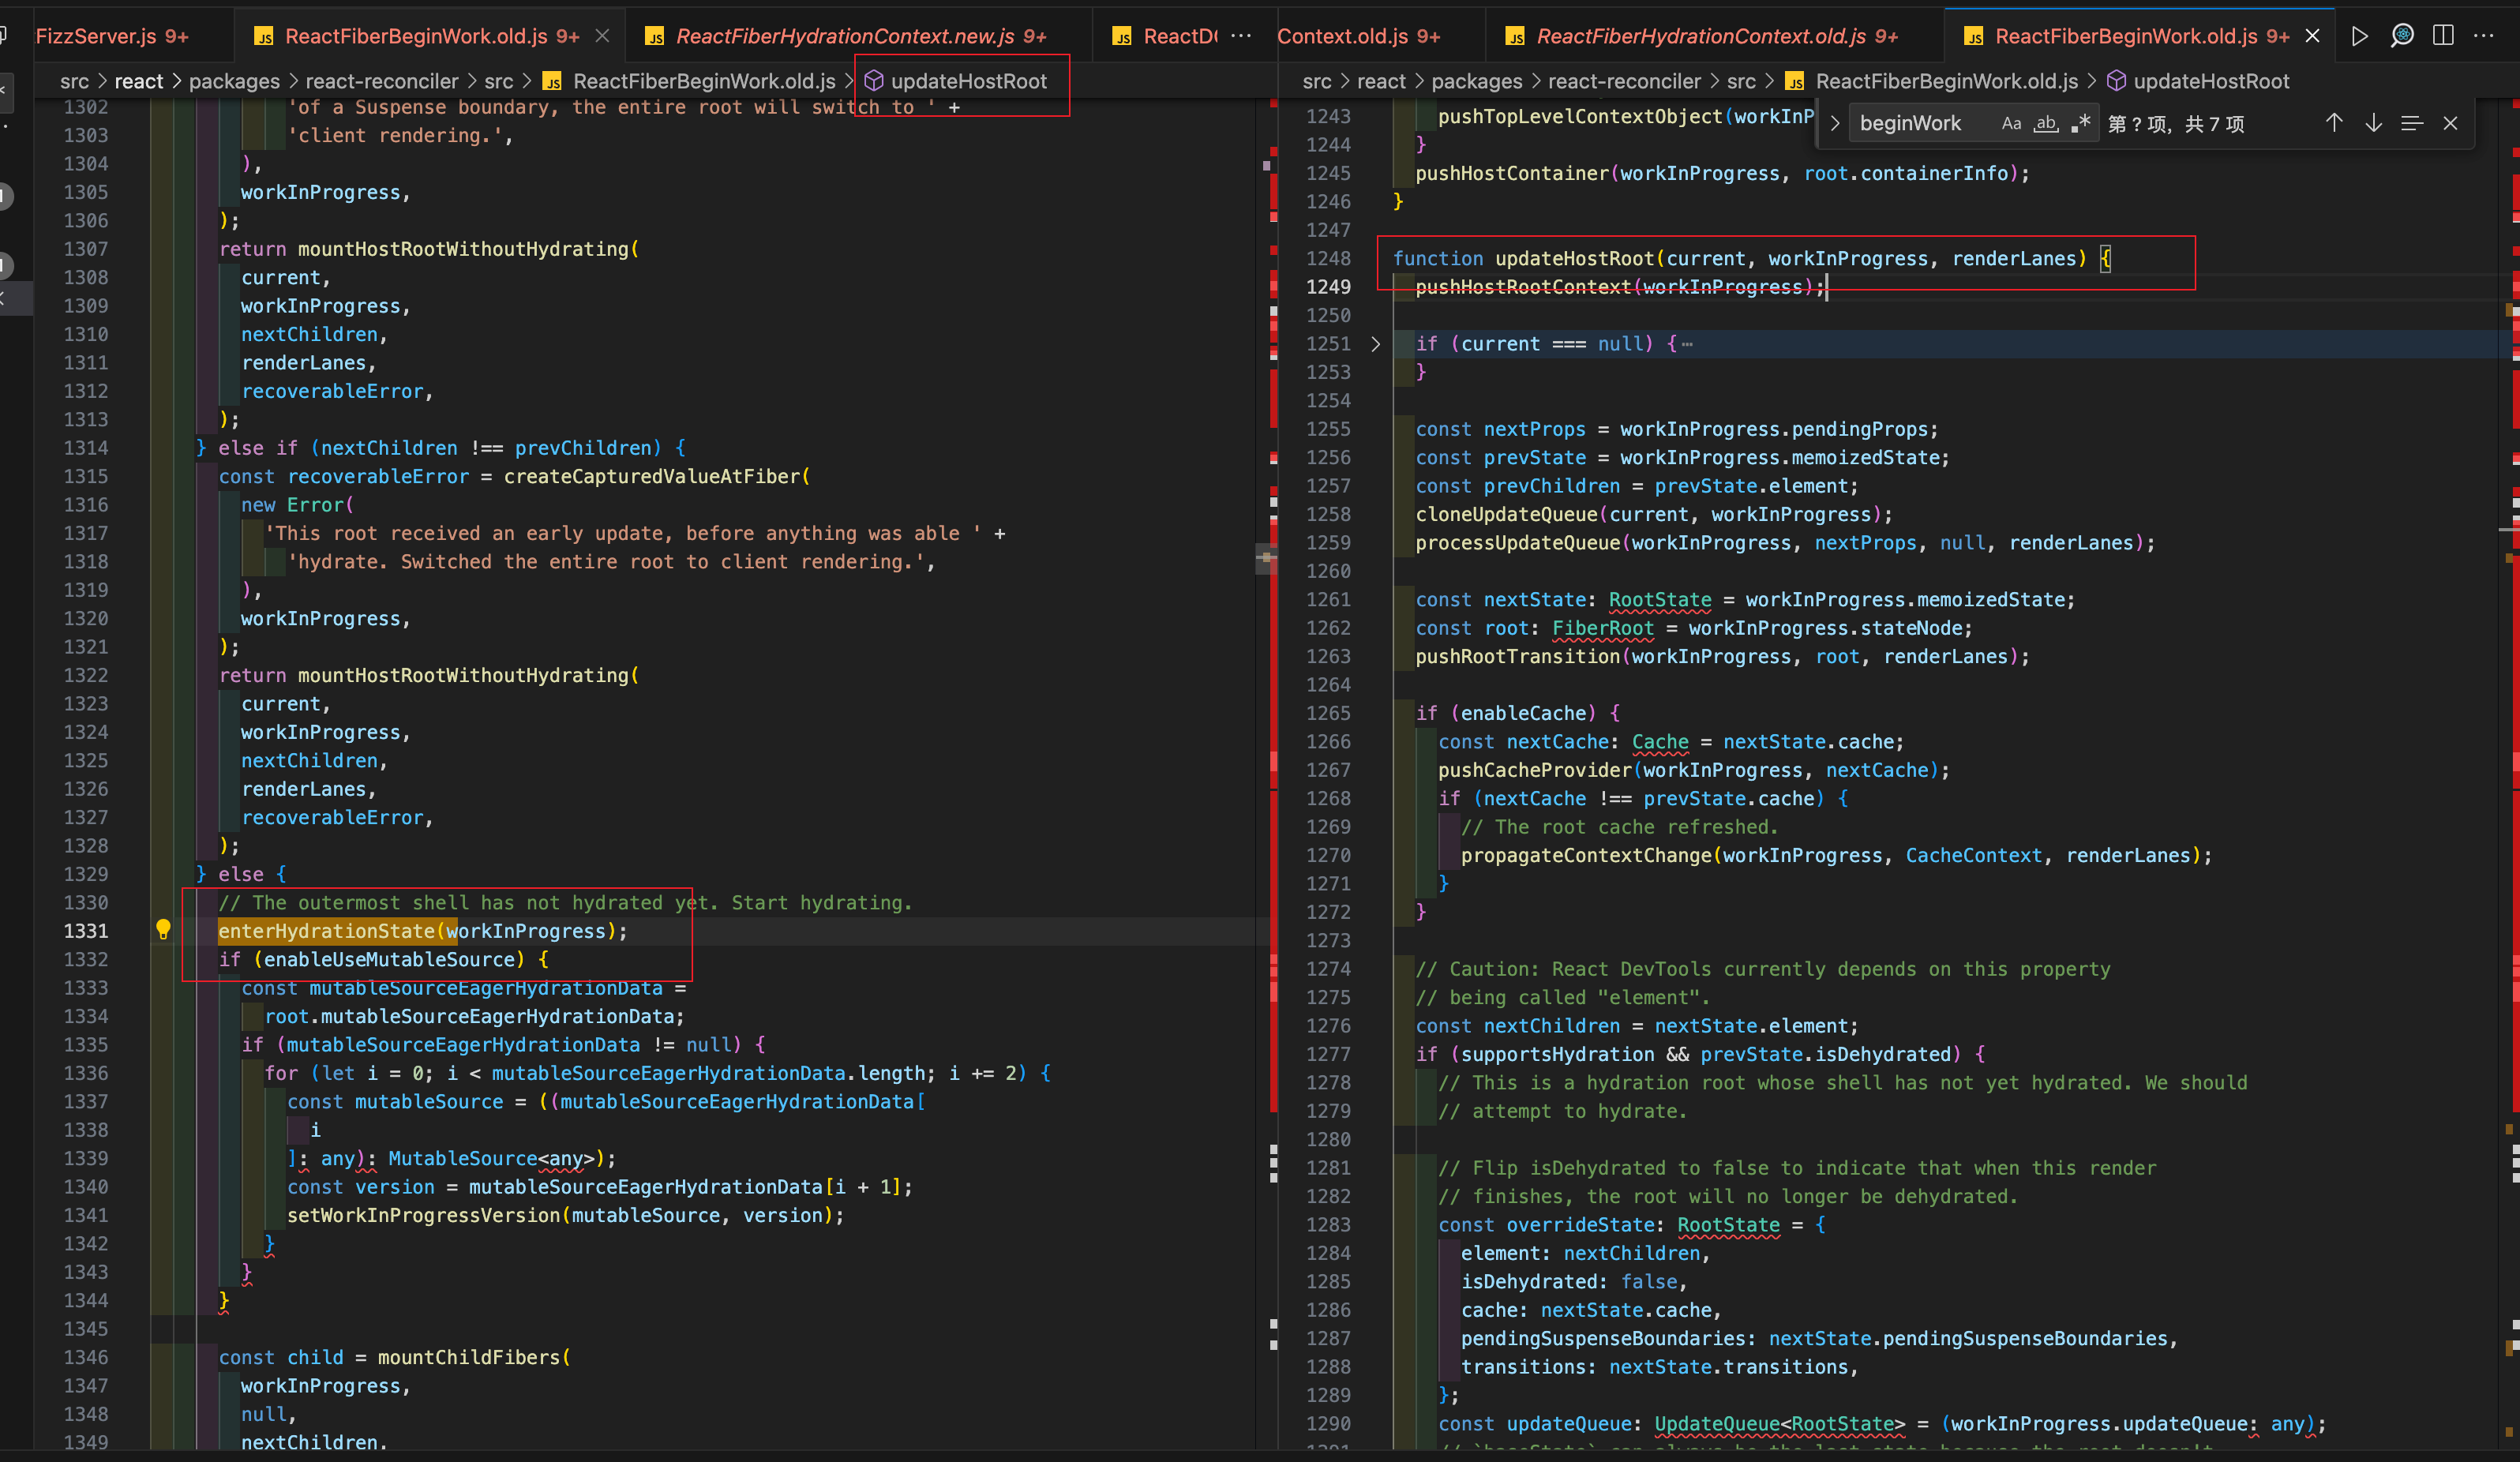 FizzServer.js 9+
ReactFiberBeginWork.old.js 9+
ReactFiberHydrationContext.new.js 9+
ReactD
src > react > packages > react-reconciler > src > ReactFiberBeginWork.old.js > updateHostRoot
1302 'of a Suspense boundary, the entire root will switch to ' +
1303 'client rendering.',
1304 ),
1305 workInProgress,
1306 );
1307 return mountHostRootWithoutHydrating(
1308 current,
1309 workInProgress,
1310 nextChildren,
1311 renderLanes,
1312 recoverableError,
1313 );
1314 } else if (nextChildren !== prevChildren) {
1315 const recoverableError = createCapturedValueAtFiber(
1316 new Error(
1317 'This root received an early update, before anything was able ' +
1318 'hydrate. Switched the entire root to client rendering.',
1319 ),
1320 workInProgress,
1321 );
1322 return mountHostRootWithoutHydrating(
1323 current,
1324 workInProgress,
1325 nextChildren,
1326 renderLanes,
1327 recoverableError,
1328 );
1329 } else {
1330 // The outermost shell has not hydrated yet. Start hydrating.
1331 enterHydrationState(workInProgress);
1332 if (enableUseMutableSource) {
1333 const mutableSourceEagerHydrationData =
1334 root.mutableSourceEagerHydrationData;
1335 if (mutableSourceEagerHydrationData != null) {
1336 for (let i = 0; i < mutableSourceEagerHydrationData.length; i += 2) {
1337 const mutableSource = ((mutableSourceEagerHydrationData[
1338 i
1339 ]: any): MutableSource<any>);
1340 const version = mutableSourceEagerHydrationData[i + 1];
1341 setWorkInProgressVersion(mutableSource, version);
1342 }
1343 }
1344 }
1345
1346 const child = mountChildFibers(
1347 workInProgress,
1348 null,
1349 nextChildren,
Context.old.js 9+
ReactFiberHydrationContext.old.js 9+
ReactFiberBeginWork.old.js 9+
src > react > packages > react-reconciler > src > ReactFiberBeginWork.old.js > updateHostRoot
beginWork Aa ab .* 第 ? 项, 共 7 项
1243 pushTopLevelContextObject(workInP
1244 }
1245 pushHostContainer(workInProgress, root.containerInfo);
1246 }
1247
1248 function updateHostRoot(current, workInProgress, renderLanes) {
1249 pushHostRootContext(workInProgress);
1250
1251 if (current === null) {⋯
1253 }
1254
1255 const nextProps = workInProgress.pendingProps;
1256 const prevState = workInProgress.memoizedState;
1257 const prevChildren = prevState.element;
1258 cloneUpdateQueue(current, workInProgress);
1259 processUpdateQueue(workInProgress, nextProps, null, renderLanes);
1260
1261 const nextState: RootState = workInProgress.memoizedState;
1262 const root: FiberRoot = workInProgress.stateNode;
1263 pushRootTransition(workInProgress, root, renderLanes);
1264
1265 if (enableCache) {
1266 const nextCache: Cache = nextState.cache;
1267 pushCacheProvider(workInProgress, nextCache);
1268 if (nextCache !== prevState.cache) {
1269 // The root cache refreshed.
1270 propagateContextChange(workInProgress, CacheContext, renderLanes);
1271 }
1272 }
1273
1274 // Caution: React DevTools currently depends on this property
1275 // being called "element".
1276 const nextChildren = nextState.element;
1277 if (supportsHydration && prevState.isDehydrated) {
1278 // This is a hydration root whose shell has not yet hydrated. We should
1279 // attempt to hydrate.
1280
1281 // Flip isDehydrated to false to indicate that when this render
1282 // finishes, the root will no longer be dehydrated.
1283 const overrideState: RootState = {
1284 element: nextChildren,
1285 isDehydrated: false,
1286 cache: nextState.cache,
1287 pendingSuspenseBoundaries: nextState.pendingSuspenseBoundaries,
1288 transitions: nextState.transitions,
1289 };
1290 const updateQueue: UpdateQueue<RootState> = (workInProgress.updateQueue: any);